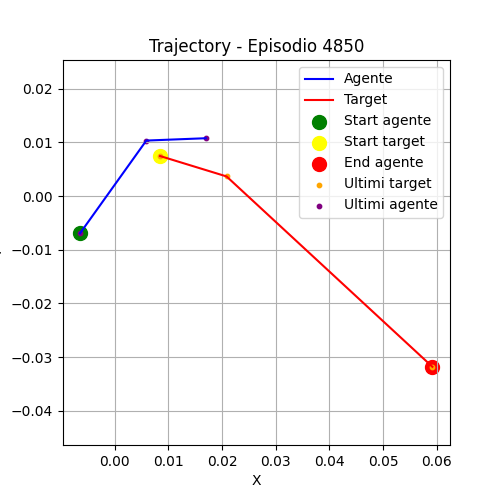 Trajectory - Episodio 4850
Agente
Target
Start agente
Start target
End agente
Ultimi target
Ultimi agente
0.02
0.01
0.00
−0.01
−0.02
−0.03
−0.04
0.00 0.01 0.02 0.03 0.04 0.05 0.06
X